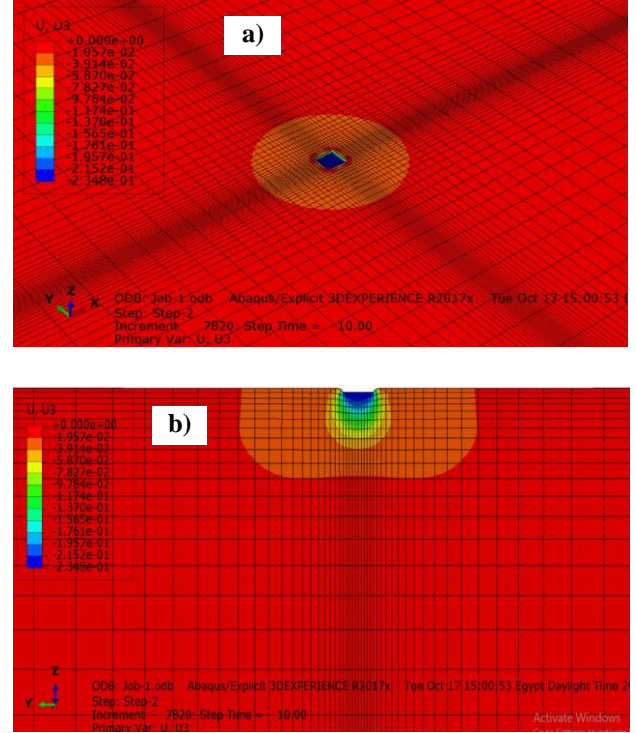 a)
U, U3
+0.000e+00
-1.957e-02
-3.914e-02
-5.870e-02
-7.827e-02
-9.784e-02
-1.174e-01
-1.370e-01
-1.565e-01
-1.761e-01
-1.957e-01
-2.152e-01
-2.348e-01
Y Z X
ODB: Job-1.odb Abaqus/Explicit 3DEXPERIENCE R2017x Tue Oct 17 15:00:53
Step: Step-2
Increment 7820: Step Time = 10.00
Primary Var: U, U3
b)
U, U3
+0.000e+00
-1.957e-02
-3.914e-02
-5.870e-02
-7.827e-02
-9.784e-02
-1.174e-01
-1.370e-01
-1.565e-01
-1.761e-01
-1.957e-01
-2.152e-01
-2.348e-01
Z
Y
ODB: Job-1.odb Abaqus/Explicit 3DEXPERIENCE R2017x Tue Oct 17 15:00:53 Egypt Daylight Time
Step: Step-2
Increment 7820: Step Time = 10.00
Primary Var: U, U3
Activate Windows